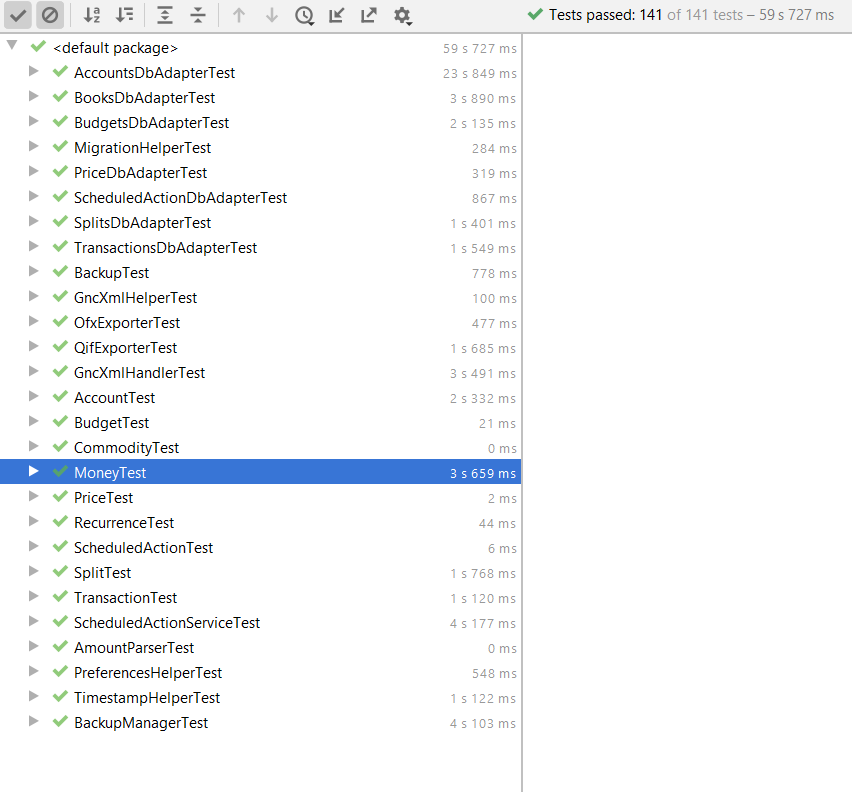 Tests passed: 141 of 141 tests – 59 s 727 ms
<default package> 59 s 727 ms
AccountsDbAdapterTest 23 s 849 ms
BooksDbAdapterTest 3 s 890 ms
BudgetsDbAdapterTest 2 s 135 ms
MigrationHelperTest 284 ms
PriceDbAdapterTest 319 ms
ScheduledActionDbAdapterTest 867 ms
SplitsDbAdapterTest 1 s 401 ms
TransactionsDbAdapterTest 1 s 549 ms
BackupTest 778 ms
GncXmlHelperTest 100 ms
OfxExporterTest 477 ms
QifExporterTest 1 s 685 ms
GncXmlHandlerTest 3 s 491 ms
AccountTest 2 s 332 ms
BudgetTest 21 ms
CommodityTest 0 ms
MoneyTest 3 s 659 ms
PriceTest 2 ms
RecurrenceTest 44 ms
ScheduledActionTest 6 ms
SplitTest 1 s 768 ms
TransactionTest 1 s 120 ms
ScheduledActionServiceTest 4 s 177 ms
AmountParserTest 0 ms
PreferencesHelperTest 548 ms
TimestampHelperTest 1 s 122 ms
BackupManagerTest 4 s 103 ms